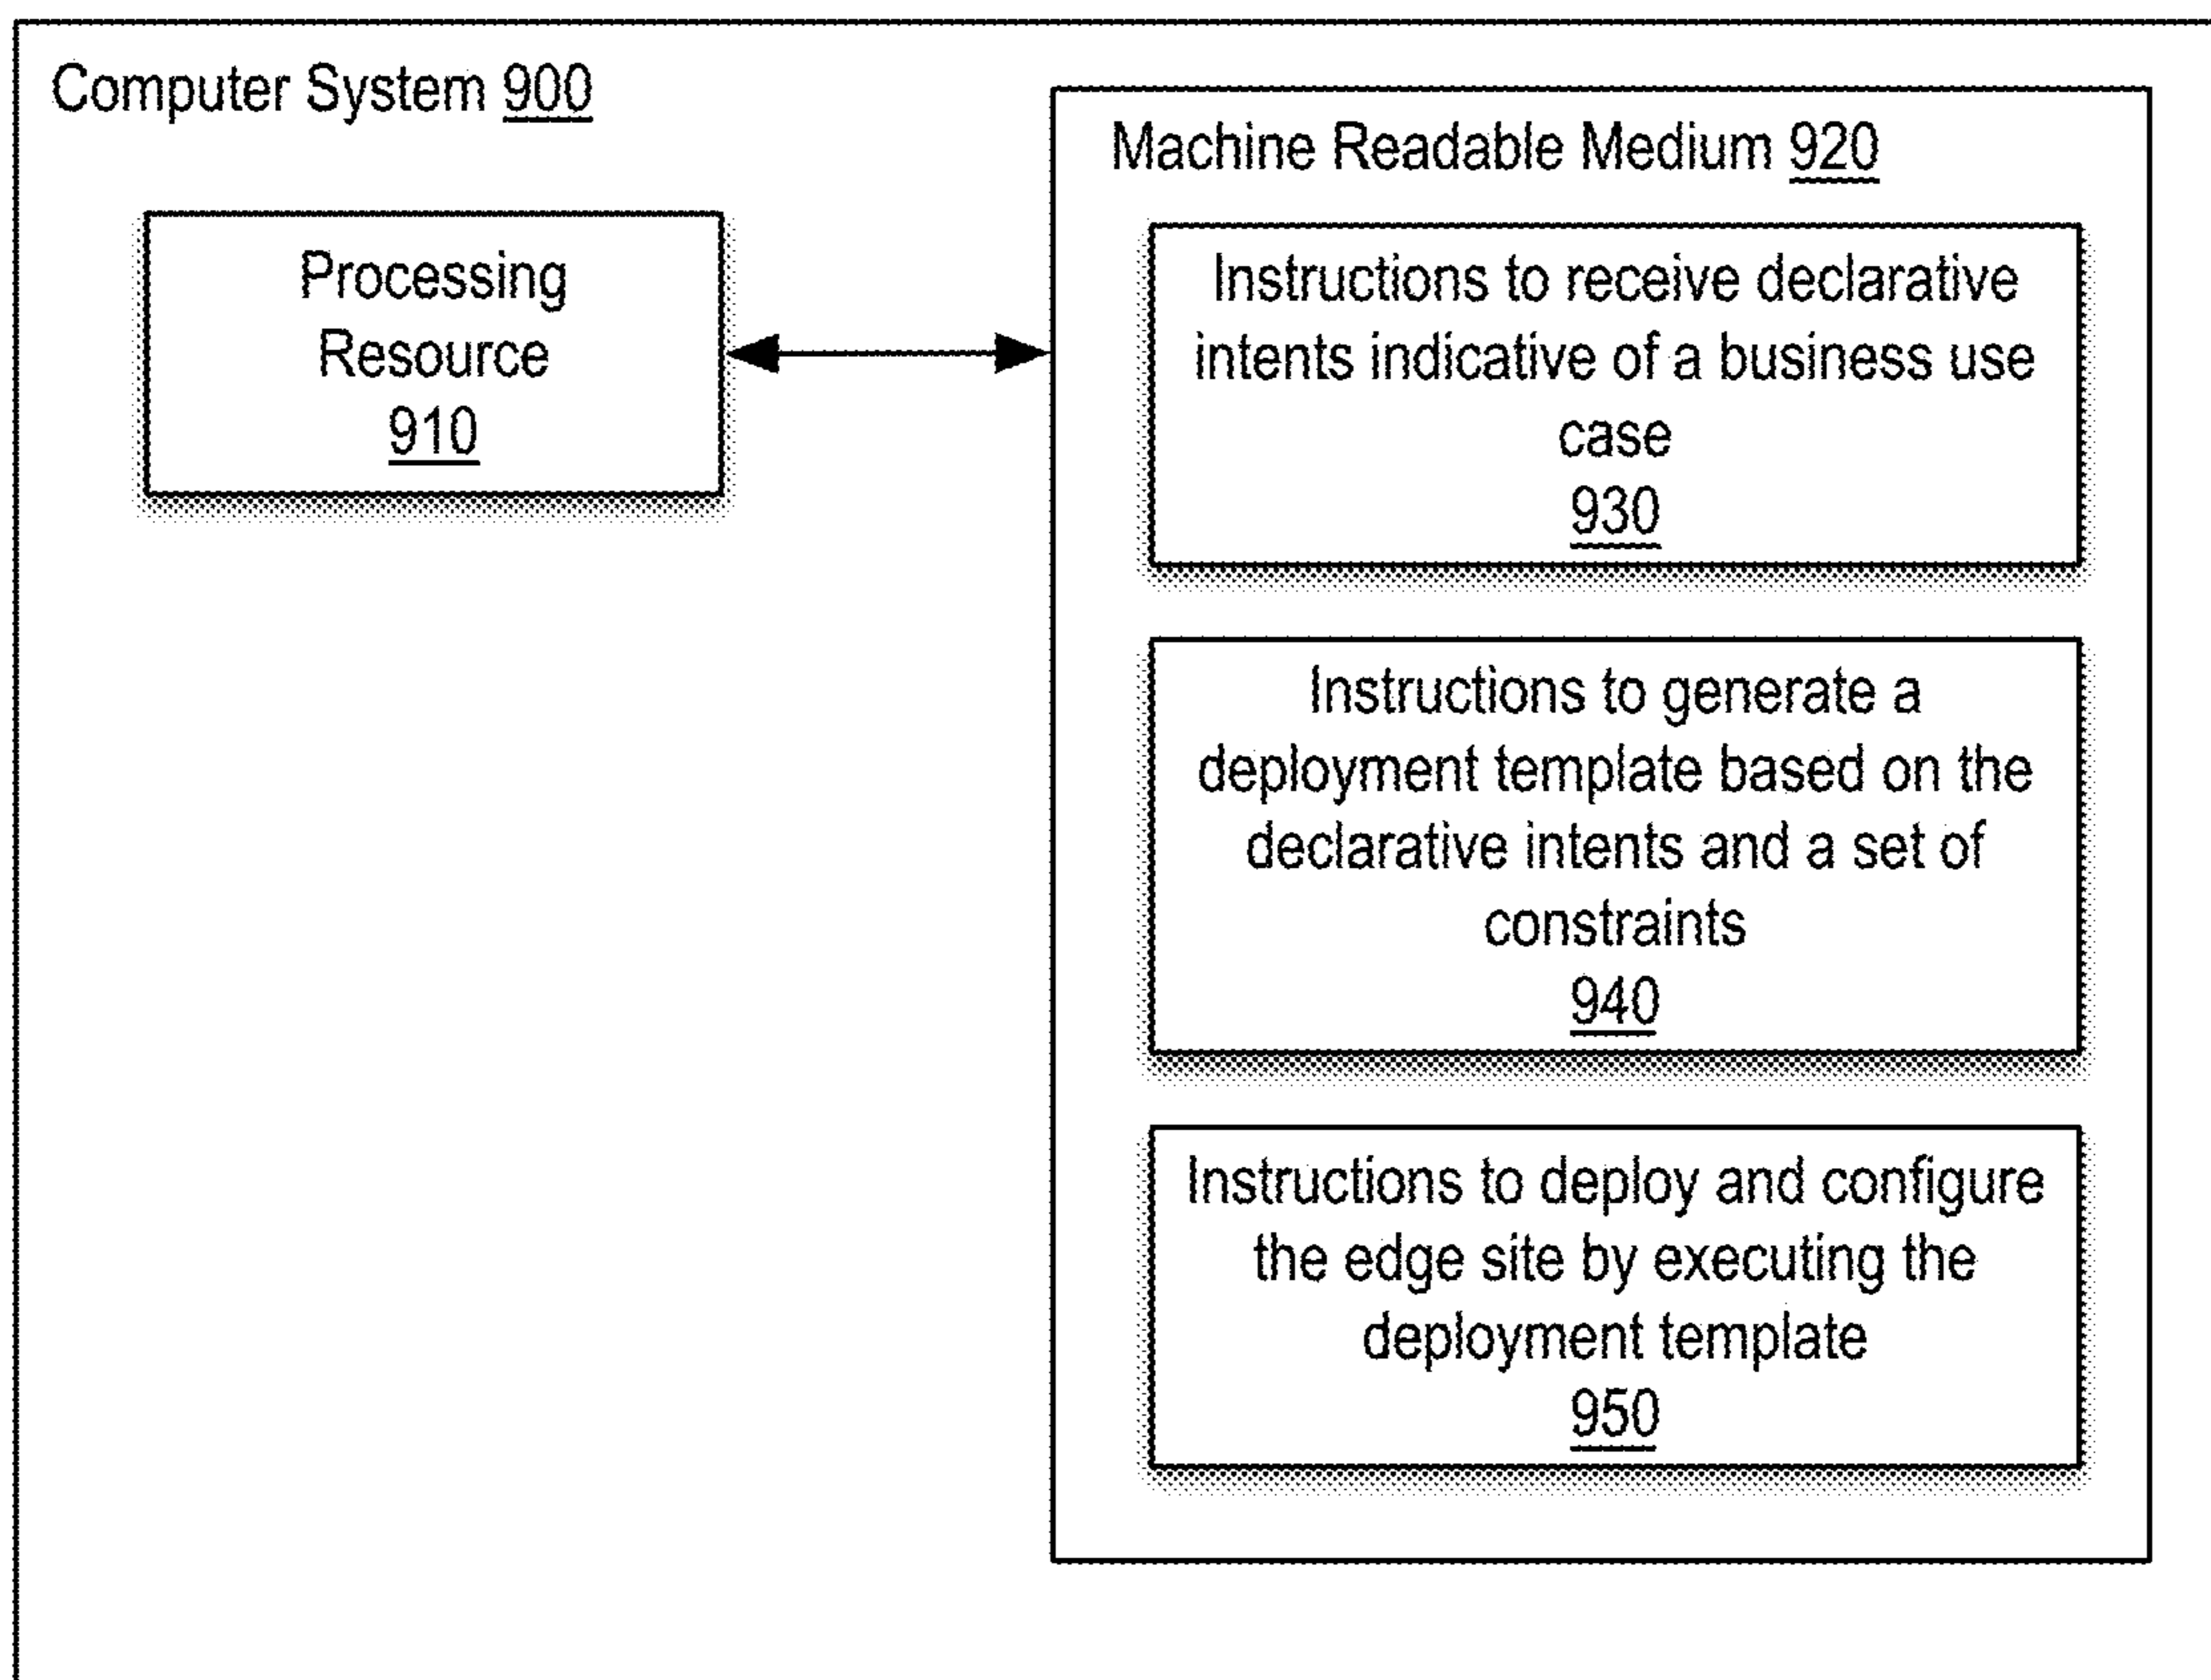 Computer System 900
Processing
Resource
910
Machine Readable Medium 920
Instructions to receive declarative
intents indicative of a business use
case
930
Instructions to generate a
deployment template based on the
declarative intents and a set of
constraints
940
Instructions to deploy and configure
the edge site by executing the
deployment template
950